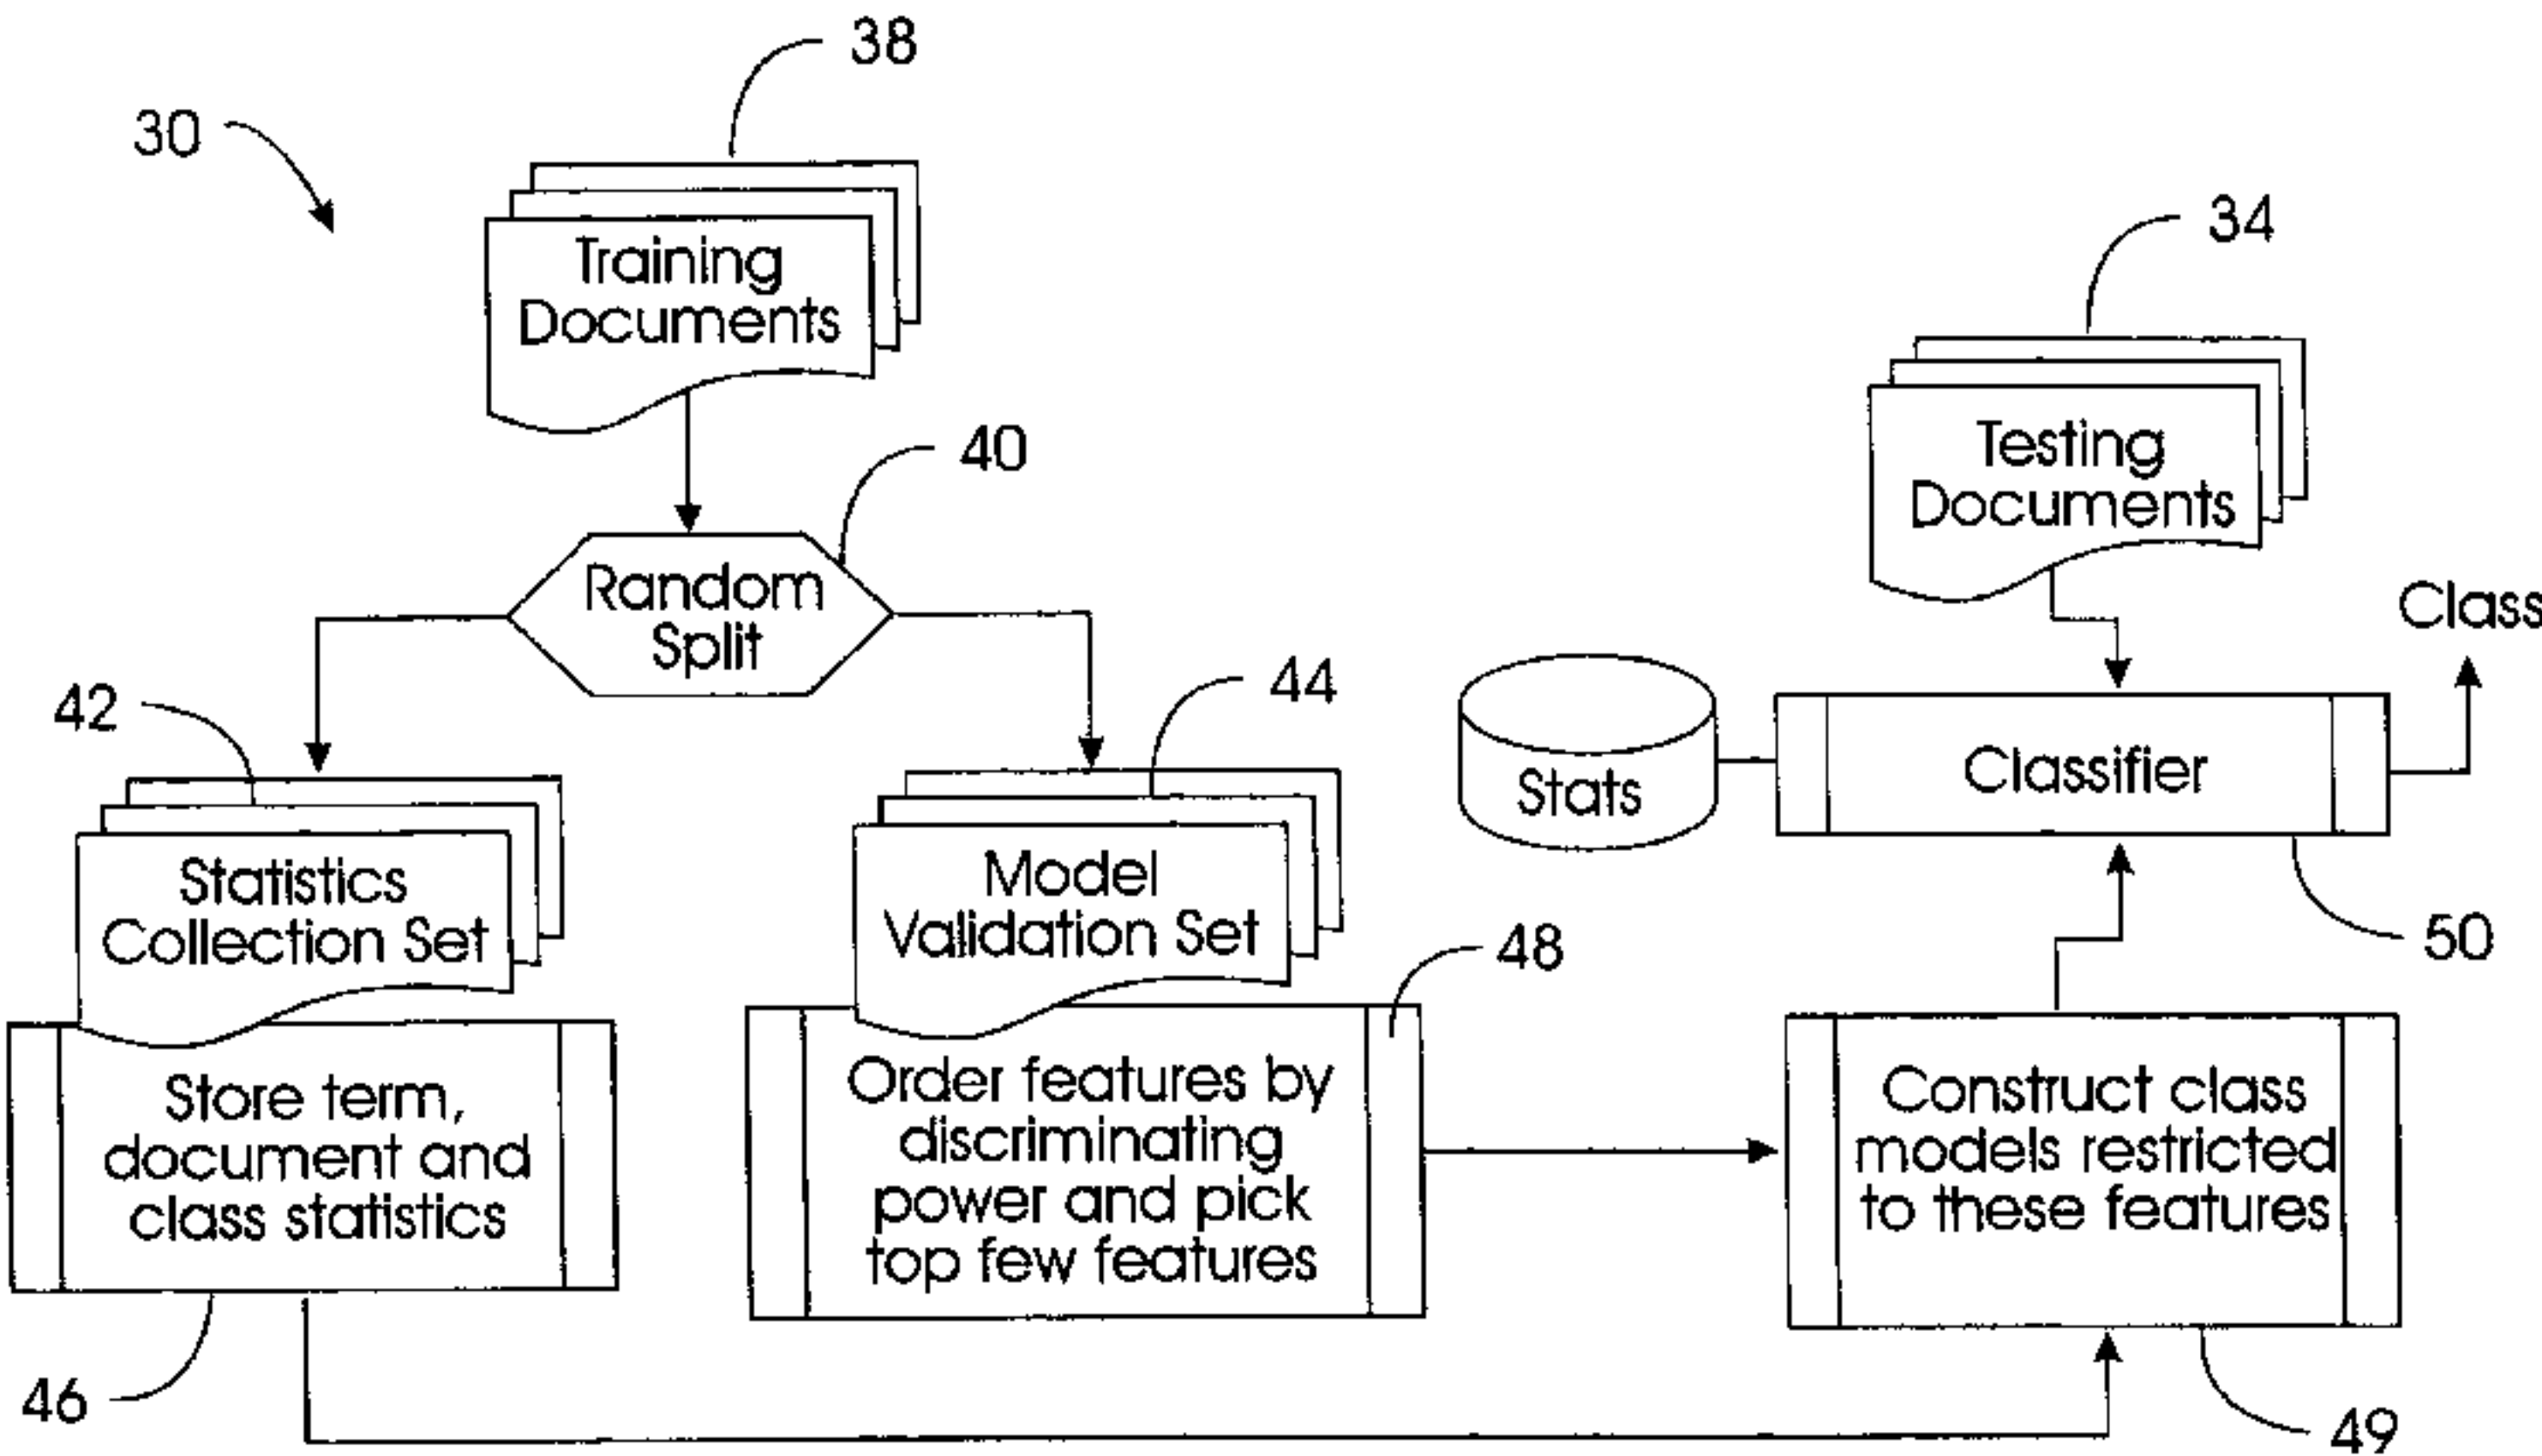 38
30
Training
Documents
34
40
Testing
Documents
Random
Split
Class
42
44
Stats
Classifier
Statistics
Collection Set
Model
Validation Set
48
50
Store term,
document and
class statistics
Order features by
discriminating
power and pick
top few features
Construct class
models restricted
to these features
46
49